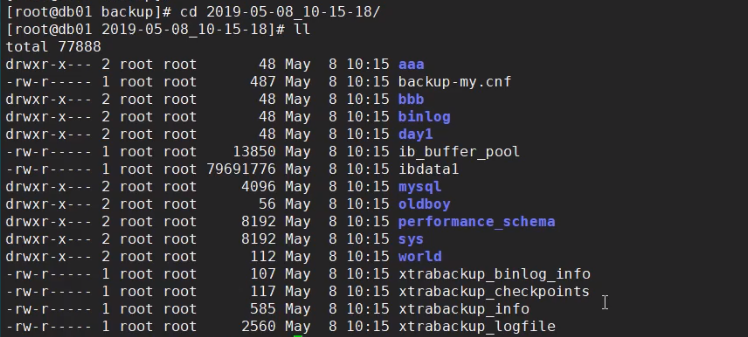 [root@db01 backup]# cd 2019-05-08_10-15-18/
[root@db01 2019-05-08_10-15-18]# ll
total 77888
drwxr-x--- 2 root root       48 May  8 10:15 aaa
-rw-r----- 1 root root      487 May  8 10:15 backup-my.cnf
drwxr-x--- 2 root root       48 May  8 10:15 bbb
drwxr-x--- 2 root root       48 May  8 10:15 binlog
drwxr-x--- 2 root root       48 May  8 10:15 day1
-rw-r----- 1 root root    13850 May  8 10:15 ib_buffer_pool
-rw-r----- 1 root root 79691776 May  8 10:15 ibdata1
drwxr-x--- 2 root root     4096 May  8 10:15 mysql
drwxr-x--- 2 root root       56 May  8 10:15 oldboy
drwxr-x--- 2 root root     8192 May  8 10:15 performance_schema
drwxr-x--- 2 root root     8192 May  8 10:15 sys
drwxr-x--- 2 root root      112 May  8 10:15 world
-rw-r----- 1 root root      107 May  8 10:15 xtrabackup_binlog_info
-rw-r----- 1 root root      117 May  8 10:15 xtrabackup_checkpoints
-rw-r----- 1 root root      585 May  8 10:15 xtrabackup_info
-rw-r----- 1 root root     2560 May  8 10:15 xtrabackup_logfile